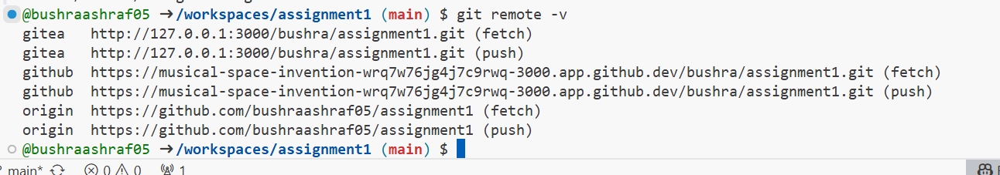 @bushraashraf05 ➜/workspaces/assignment1 (main) $ git remote -v
gitea http://127.0.0.1:3000/bushra/assignment1.git (fetch)
gitea http://127.0.0.1:3000/bushra/assignment1.git (push)
github https://musical-space-invention-wrq7w76jg4j7c9rwq-3000.app.github.dev/bushra/assignment1.git (fetch)
github https://musical-space-invention-wrq7w76jg4j7c9rwq-3000.app.github.dev/bushra/assignment1.git (push)
origin https://github.com/bushraashraf05/assignment1 (fetch)
origin https://github.com/bushraashraf05/assignment1 (push)
@bushraashraf05 ➜/workspaces/assignment1 (main) $
main* 0 0 1